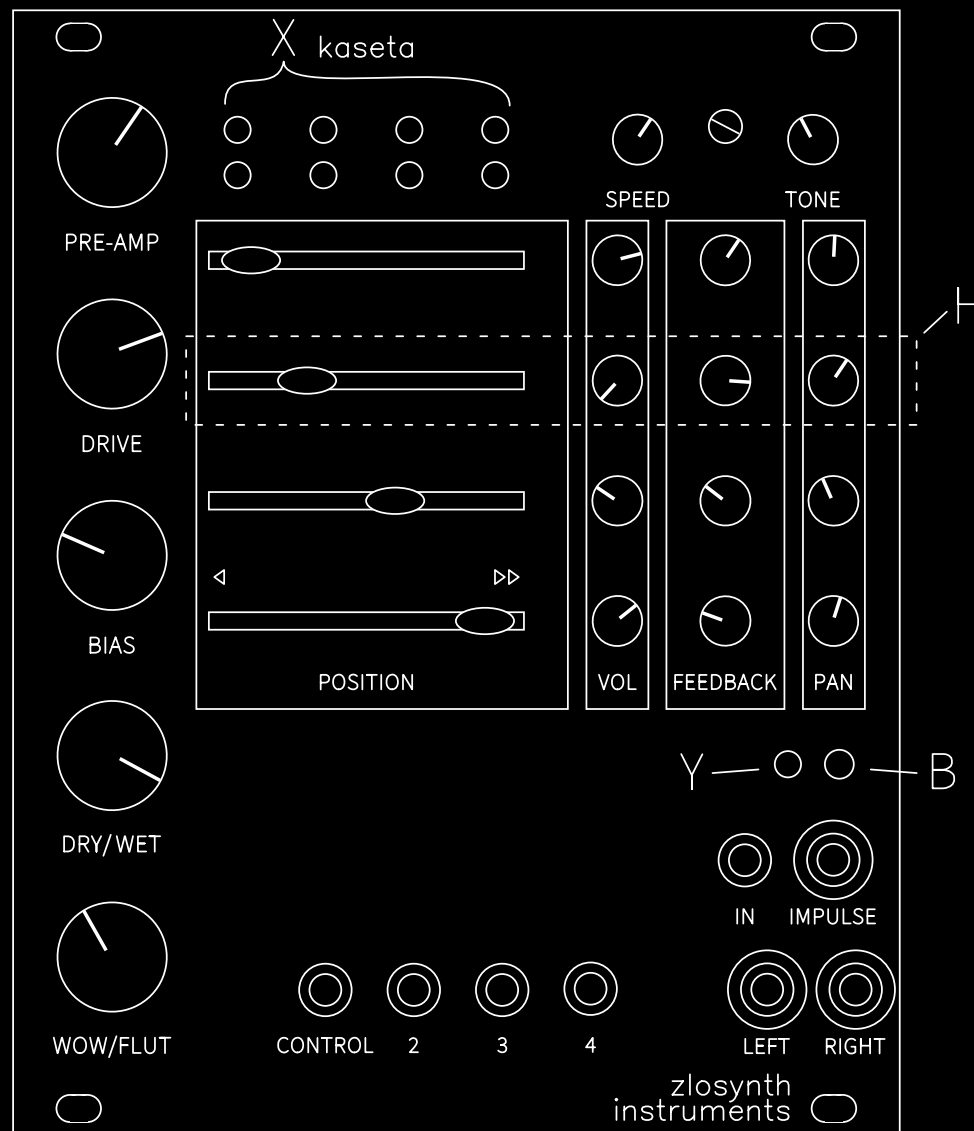 X kaseta
SPEED TONE
PRE-AMP
H
DRIVE
BIAS
POSITION VOL FEEDBACK PAN
Y B
DRY/WET
IN IMPULSE
WOW/FLUT CONTROL 2 3 4 LEFT RIGHT
zlosynth
instruments